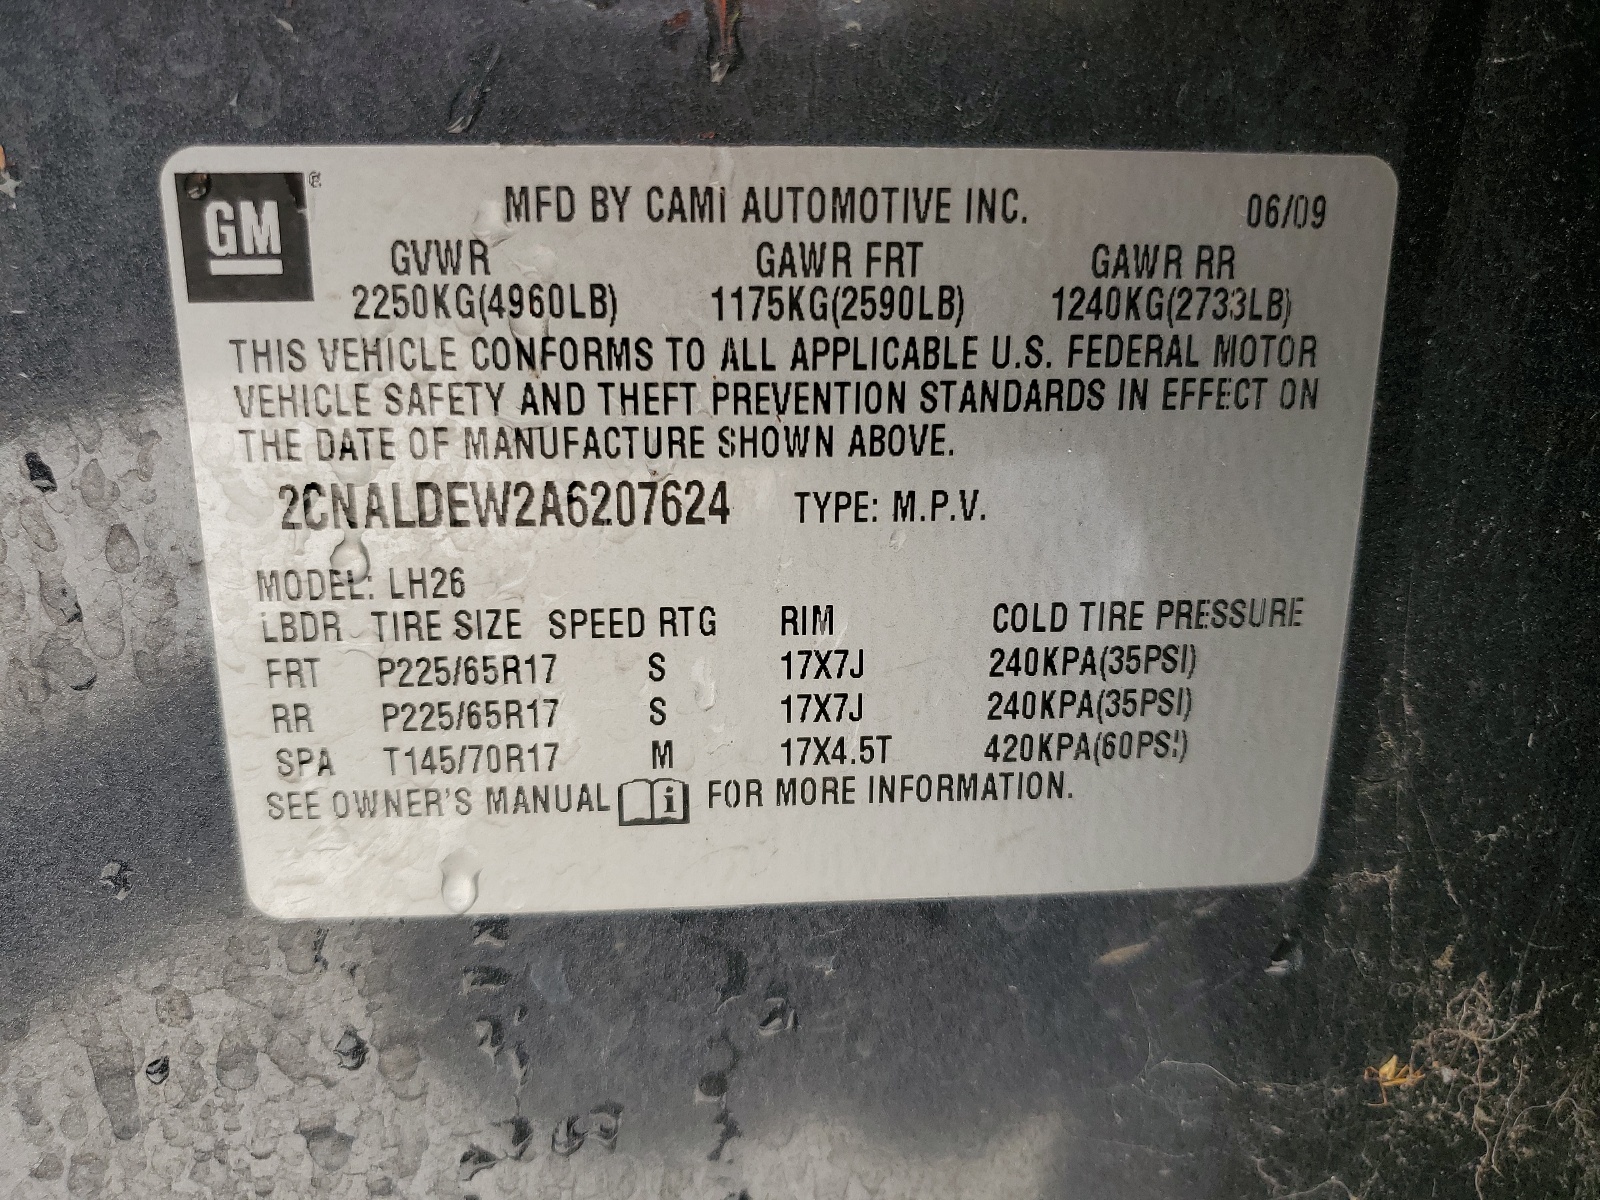 GM ®
MFD BY CAMI AUTOMOTIVE INC. 06/09
GVWR GAWR FRT GAWR RR
2250KG(4960LB) 1175KG(2590LB) 1240KG(2733LB)
THIS VEHICLE CONFORMS TO ALL APPLICABLE U.S. FEDERAL MOTOR
VEHICLE SAFETY AND THEFT PREVENTION STANDARDS IN EFFECT ON
THE DATE OF MANUFACTURE SHOWN ABOVE.
2CNALDEW2A6207624 TYPE: M.P.V.
MODEL: LH26
LBDR TIRE SIZE SPEED RTG RIM COLD TIRE PRESSURE
FRT P225/65R17 S 17X7J 240KPA(35PSI)
RR P225/65R17 S 17X7J 240KPA(35PSI)
SPA T145/70R17 M 17X4.5T 420KPA(60PSI)
SEE OWNER'S MANUAL i FOR MORE INFORMATION.